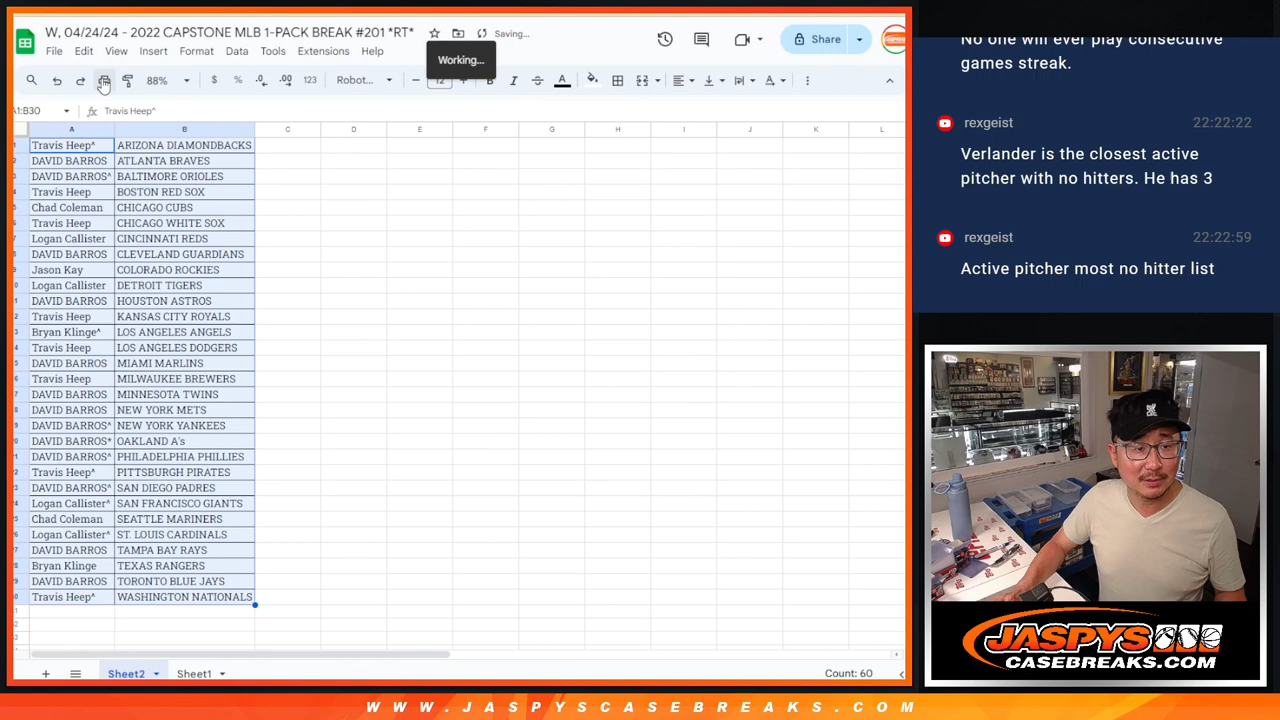 W, 04/24/24 - 2022 CAPSTONE MLB 1-PACK BREAK #201 *RT*
Saving...
Share
File Edit View Insert Format Data Tools Extensions Help
Working...
88%
$ % .0 .00 123
Robot...
12
B I A
A1:B30
fx Travis Heep^
A B C D E F G H I J K L
Travis Heep^ ARIZONA DIAMONDBACKS
DAVID BARROS ATLANTA BRAVES
DAVID BARROS^ BALTIMORE ORIOLES
Travis Heep BOSTON RED SOX
Chad Coleman CHICAGO CUBS
Travis Heep CHICAGO WHITE SOX
Logan Callister CINCINNATI REDS
DAVID BARROS CLEVELAND GUARDIANS
Jason Kay COLORADO ROCKIES
Logan Callister DETROIT TIGERS
DAVID BARROS HOUSTON ASTROS
Travis Heep KANSAS CITY ROYALS
Bryan Klinge^ LOS ANGELES ANGELS
Travis Heep LOS ANGELES DODGERS
DAVID BARROS MIAMI MARLINS
Travis Heep MILWAUKEE BREWERS
DAVID BARROS MINNESOTA TWINS
DAVID BARROS NEW YORK METS
DAVID BARROS^ NEW YORK YANKEES
DAVID BARROS* OAKLAND A's
DAVID BARROS^ PHILADELPHIA PHILLIES
Travis Heep^ PITTSBURGH PIRATES
DAVID BARROS^ SAN DIEGO PADRES
Logan Callister^ SAN FRANCISCO GIANTS
Chad Coleman SEATTLE MARINERS
Logan Callister^ ST. LOUIS CARDINALS
DAVID BARROS TAMPA BAY RAYS
Bryan Klinge TEXAS RANGERS
DAVID BARROS TORONTO BLUE JAYS
Travis Heep^ WASHINGTON NATIONALS
Sheet2
Sheet1
Count: 60
No one will ever play consecutive
games streak.
rexgeist 22:22:22
Verlander is the closest active
pitcher with no hitters. He has 3
rexgeist 22:22:59
Active pitcher most no hitter list
JASPYS
CASEBREAKS.COM
WWW.JASPYSCASEBREAKS.COM